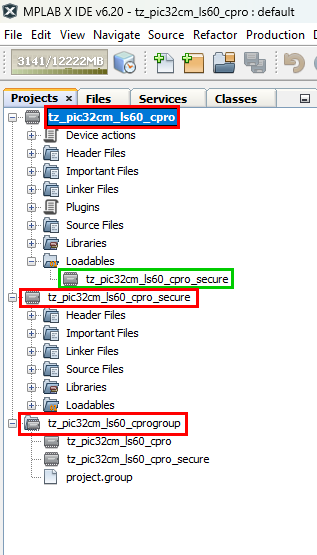 MPLAB X IDE v6.20 - tz_pic32cm_ls60_cpro : default
File Edit View Navigate Source Refactor Production
3141/12222MB
Projects x Files Services Classes
tz_pic32cm_ls60_cpro
Device actions
Header Files
Important Files
Linker Files
Plugins
Source Files
Libraries
Loadables
tz_pic32cm_ls60_cpro_secure
tz_pic32cm_ls60_cpro_secure
Header Files
Important Files
Linker Files
Source Files
Libraries
Loadables
tz_pic32cm_ls60_cprogroup
tz_pic32cm_ls60_cpro
tz_pic32cm_ls60_cpro_secure
project.group